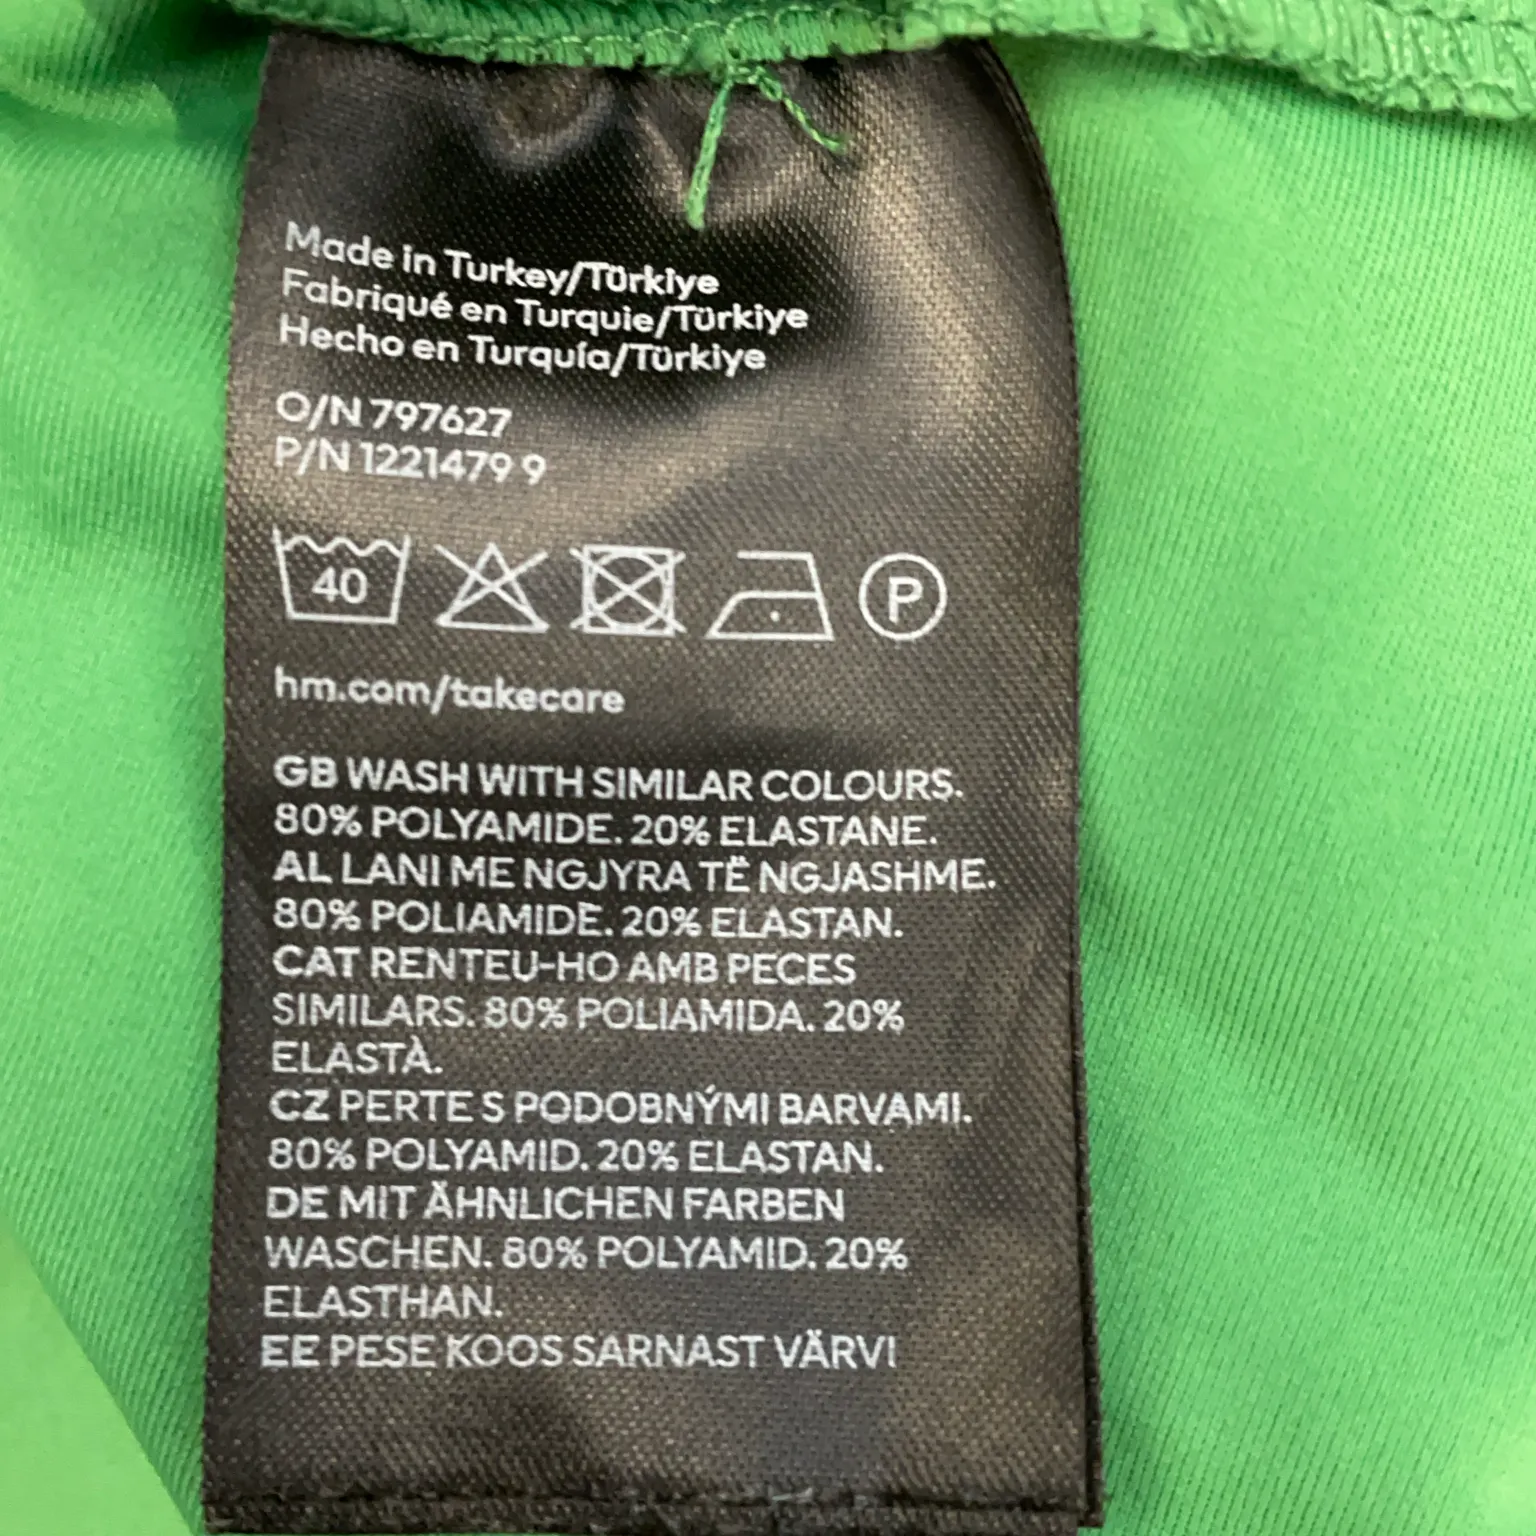 Made in Turkey/Türkiye
Fabriqué en Turquie/Türkiye
Hecho en Turquía/Türkiye
O/N 797627
P/N 1221479 9
40
P
hm.com/takecare
GB WASH WITH SIMILAR COLOURS.
80% POLYAMIDE. 20% ELASTANE.
AL LANI ME NGJYRA TË NGJASHME.
80% POLIAMIDE. 20% ELASTAN.
CAT RENTEU-HO AMB PECES
SIMILARS. 80% POLIAMIDA. 20%
ELASTÀ.
CZ PERTE S PODOBNÝMI BARVAMI.
80% POLYAMID. 20% ELASTAN.
DE MIT ÄHNLICHEN FARBEN
WASCHEN. 80% POLYAMID. 20%
ELASTHAN.
EE PESE KOOS SARNAST VÄRVI